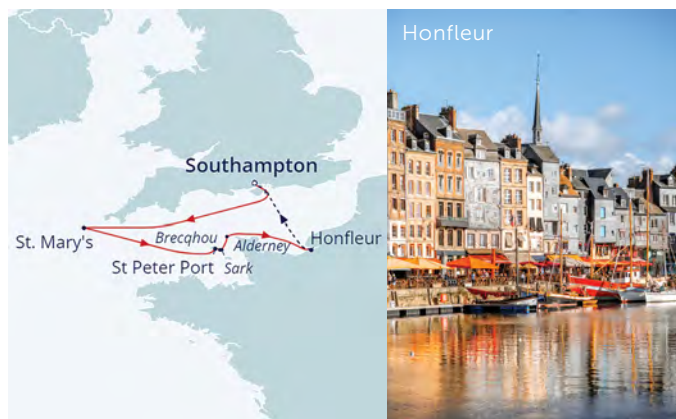 Southampton
St. Mary's
Brecqhou
Alderney
Honfleur
St Peter Port
Sark
Honfleur